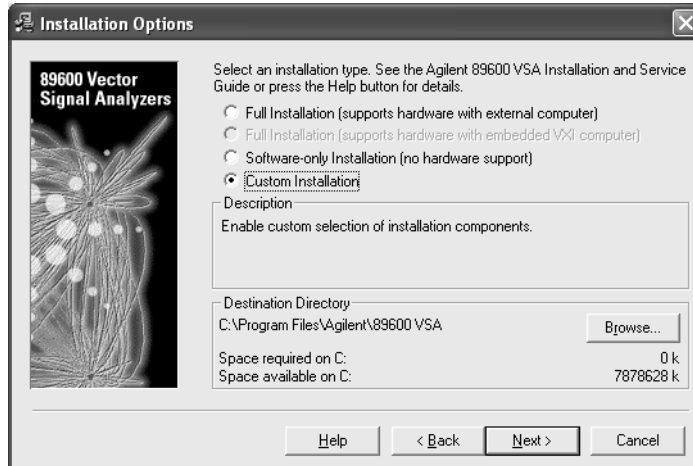 Installation Options
89600 Vector
Signal Analyzers
Select an installation type. See the Agilent 89600 VSA Installation and Service
Guide or press the Help button for details.
Full Installation (supports hardware with external computer)
Full Installation (supports hardware with embedded VXI computer)
Software-only Installation (no hardware support)
Custom Installation
Description
Enable custom selection of installation components.
Destination Directory
C:\Program Files\Agilent\89600 VSA
Browse...
Space required on C: 0 k
Space available on C: 7878628 k
Help
< Back
Next >
Cancel